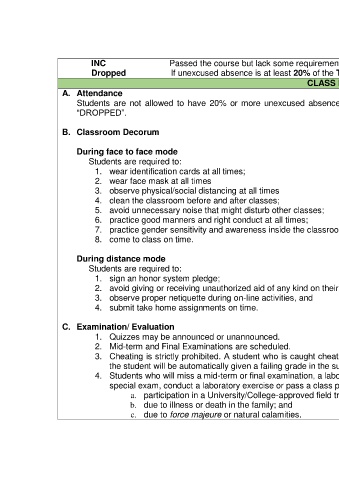 INC Passed the course but lack some requiremen
Dropped If unexcused absence is at least 20% of the T
CLASS
A. Attendance
Students are not allowed to have 20% or more unexcused absence
“DROPPED”.
B. Classroom Decorum
During face to face mode
Students are required to:
1. wear identification cards at all times;
2. wear face mask at all times
3. observe physical/social distancing at all times
4. clean the classroom before and after classes;
5. avoid unnecessary noise that might disturb other classes;
6. practice good manners and right conduct at all times;
7. practice gender sensitivity and awareness inside the classroo
8. come to class on time.
During distance mode
Students are required to:
1. sign an honor system pledge;
2. avoid giving or receiving unauthorized aid of any kind on their
3. observe proper netiquette during on-line activities, and
4. submit take home assignments on time.
C. Examination/ Evaluation
1. Quizzes may be announced or unannounced.
2. Mid-term and Final Examinations are scheduled.
3. Cheating is strictly prohibited. A student who is caught cheat
the student will be automatically given a failing grade in the su
4. Students who will miss a mid-term or final examination, a labo
special exam, conduct a laboratory exercise or pass a class p
a. participation in a University/College-approved field tr
b. due to illness or death in the family; and
c. due to force majeure or natural calamities.